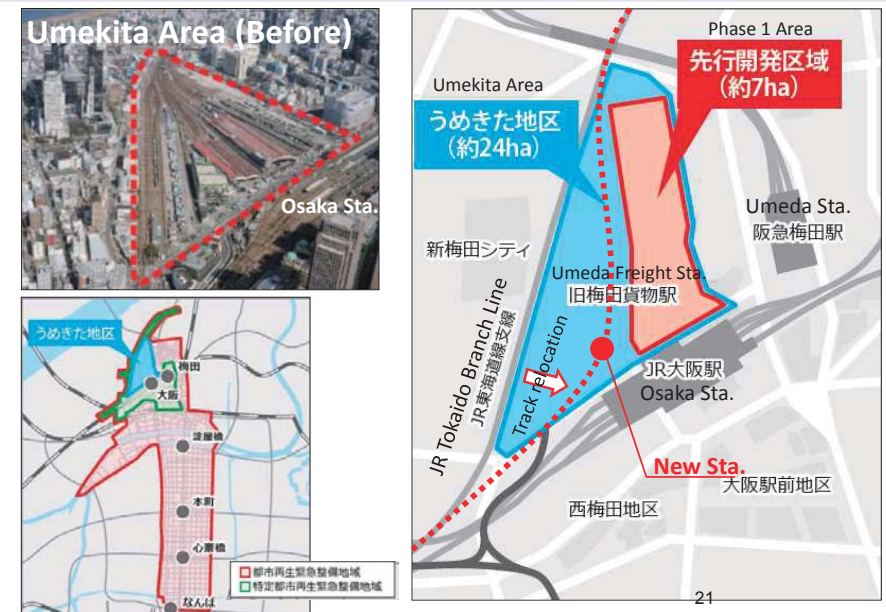 Umekita Area (Before)
Osaka Sta.
うめきた地区
梅田
大阪
淀屋橋
本町
心斎橋
なんば
都市再生緊急整備地域
特定都市再生緊急整備地域
Phase 1 Area
先行開発区域
(約7ha)
Umekita Area
うめきた地区
(約24ha)
Umeda Sta.
阪急梅田駅
新梅田シティ
Umeda Freight Sta.
旧梅田貨物駅
JR Tokaido Branch Line
JR東海道線支線
Track relocation
JR大阪駅
Osaka Sta.
New Sta.
大阪駅前地区
西梅田地区
21